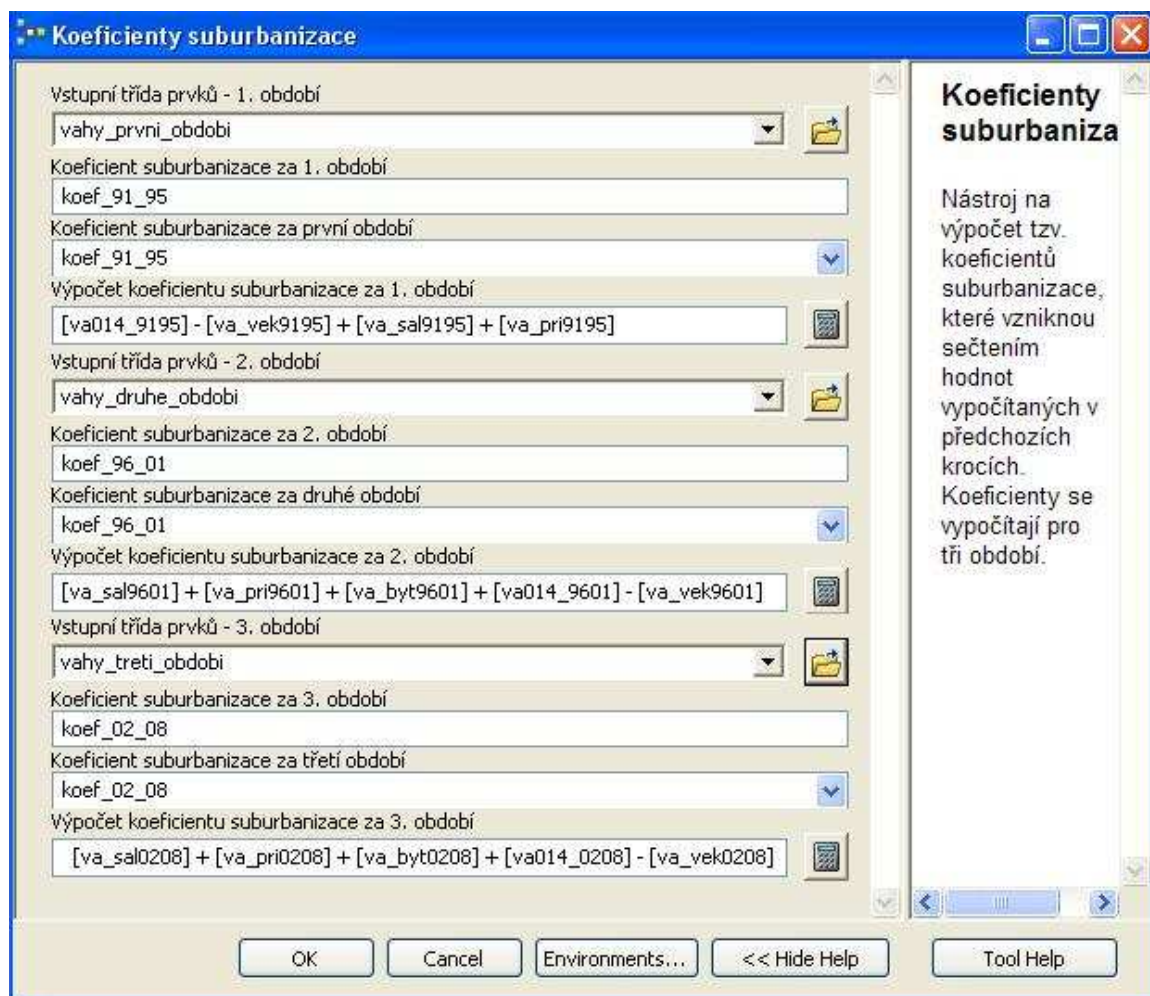 Koeficienty suburbanizace
Vstupní třída prvků - 1. období
vahy_prvni_obdobi
Koeficient suburbanizace za 1. období
koef_91_95
Koeficient suburbanizace za první období
koef_91_95
Výpočet koeficientu suburbanizace za 1. období
[va014_9195] - [va_vek9195] + [va_sal9195] + [va_pri9195]
Vstupní třída prvků - 2. období
vahy_druhe_obdobi
Koeficient suburbanizace za 2. období
koef_96_01
Koeficient suburbanizace za druhé období
koef_96_01
Výpočet koeficientu suburbanizace za 2. období
[va_sal9601] + [va_pri9601] + [va_byt9601] + [va014_9601] - [va_vek9601]
Vstupní třída prvků - 3. období
vahy_treti_obdobi
Koeficient suburbanizace za 3. období
koef_02_08
Koeficient suburbanizace za třetí období
koef_02_08
Výpočet koeficientu suburbanizace za 3. období
[va_sal0208] + [va_pri0208] + [va_byt0208] + [va014_0208] - [va_vek0208]
Koeficienty
suburbaniza
Nástroj na
výpočet tzv.
koeficientů
suburbanizace,
které vzniknou
sečtením
hodnot
vypočítaných v
předchozích
krocích.
Koeficienty se
vypočítají pro
tři období.
OK
Cancel
Environments...
<< Hide Help
Tool Help